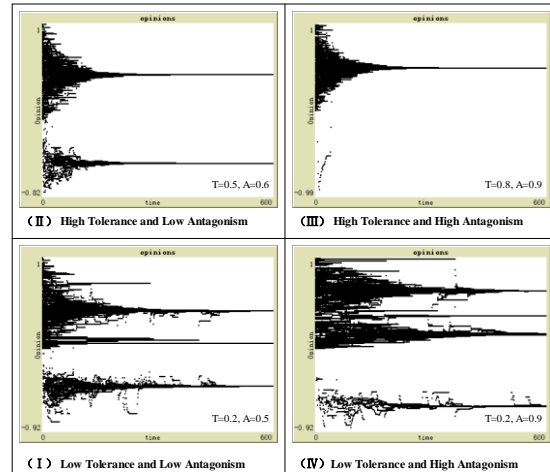 opinions
1
Opinion
-0.82
0
time
600
T=0.5, A=0.6
(Ⅱ) High Tolerance and Low Antagonism
opinions
1
Opinion
-0.99
0
time
600
T=0.8, A=0.9
(Ⅲ) High Tolerance and High Antagonism
opinions
1
Opinion
-0.92
0
time
600
T=0.2, A=0.5
(Ⅰ) Low Tolerance and Low Antagonism
opinions
1
Opinion
-0.92
0
time
600
T=0.2, A=0.9
(Ⅳ) Low Tolerance and High Antagonism